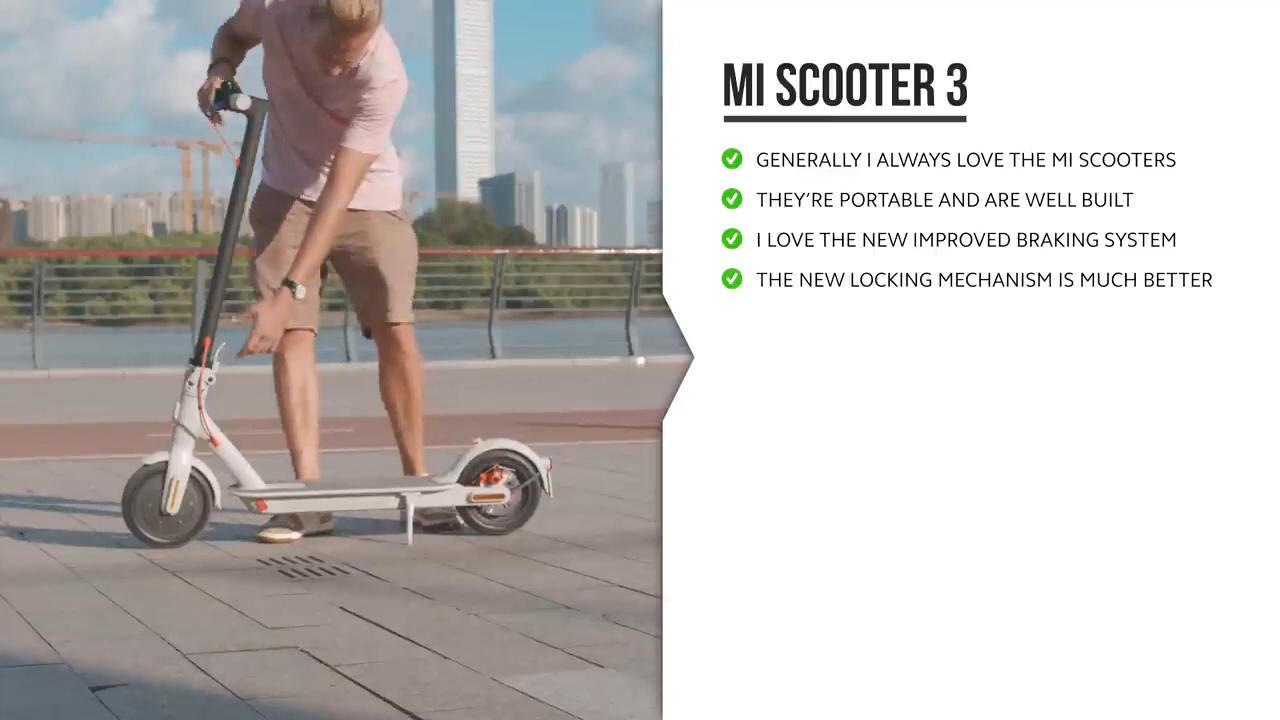 MI SCOOTER 3
GENERALLY I ALWAYS LOVE THE MI SCOOTERS
THEY'RE PORTABLE AND ARE WELL BUILT
I LOVE THE NEW IMPROVED BRAKING SYSTEM
THE NEW LOCKING MECHANISM IS MUCH BETTER